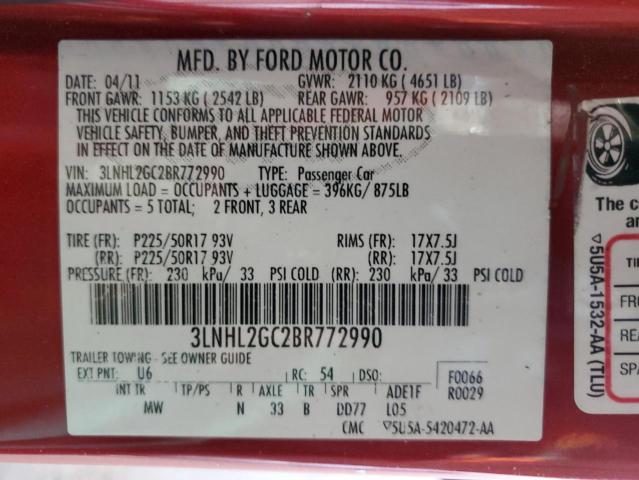 MFD. BY FORD MOTOR CO.
DATE: 04/11 GVWR: 2110 KG (4651 LB)
FRONT GAWR: 1153 KG (2542 LB) REAR GAWR: 957 KG (2109 LB)
THIS VEHICLE CONFORMS TO ALL APPLICABLE FEDERAL MOTOR
VEHICLE SAFETY, BUMPER, AND THEFT PREVENTION STANDARDS
IN EFFECT ON THE DATE OF MANUFACTURE SHOWN ABOVE.
VIN: 3LNHL2GC2BR772990 TYPE: Passenger Car
MAXIMUM LOAD = OCCUPANTS + LUGGAGE = 396KG/ 875LB
OCCUPANTS = 5 TOTAL; 2 FRONT, 3 REAR
TIRE (FR): P225/50R17 93V RIMS (FR): 17X7.5J
(RR): P225/50R17 93V (RR): 17X7.5J
PRESSURE (FR): 230 kPa/ 33 PSI COLD (RR): 230 kPa/ 33 PSI COLD
3LNHL2GC2BR772990
TRAILER TOWING - SEE OWNER GUIDE
EXT PNT: U6 RC: 54 DSO: F0066
INT TR TP/PS R AXLE TR SPR ADE1F R0029
MW N 33 B DD77 L05
CMC ▽5U5A-5420472-AA
The c
an
TIR
FRO
REA
SPA
▽5U5A-1532-AA (TLU)